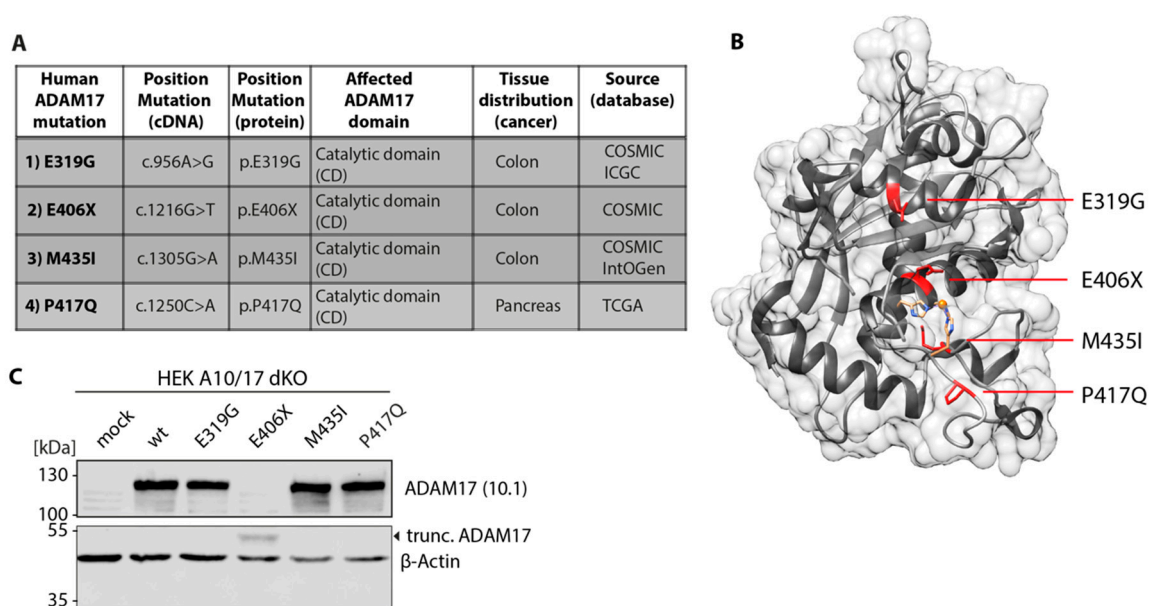 A
Human
ADAM17
mutation
Position
Mutation
(cDNA)
Position
Mutation
(protein)
Affected
ADAM17
domain
Tissue
distribution
(cancer)
Source
(database)
1) E319G
c.956A>G
p.E319G
Catalytic domain
(CD)
Colon
COSMIC
ICGC
2) E406X
c.1216G>T
p.E406X
Catalytic domain
(CD)
Colon
COSMIC
3) M435I
c.1305G>A
p.M435I
Catalytic domain
(CD)
Colon
COSMIC
IntOGen
4) P417Q
c.1250C>A
p.P417Q
Catalytic domain
(CD)
Pancreas
TCGA
B
E319G
E406X
M435I
P417Q
C
HEK A10/17 dKO
mock
wt
E319G
E406X
M435I
P417Q
[kDa]
130
100
ADAM17 (10.1)
55
trunc. ADAM17
β-Actin
35